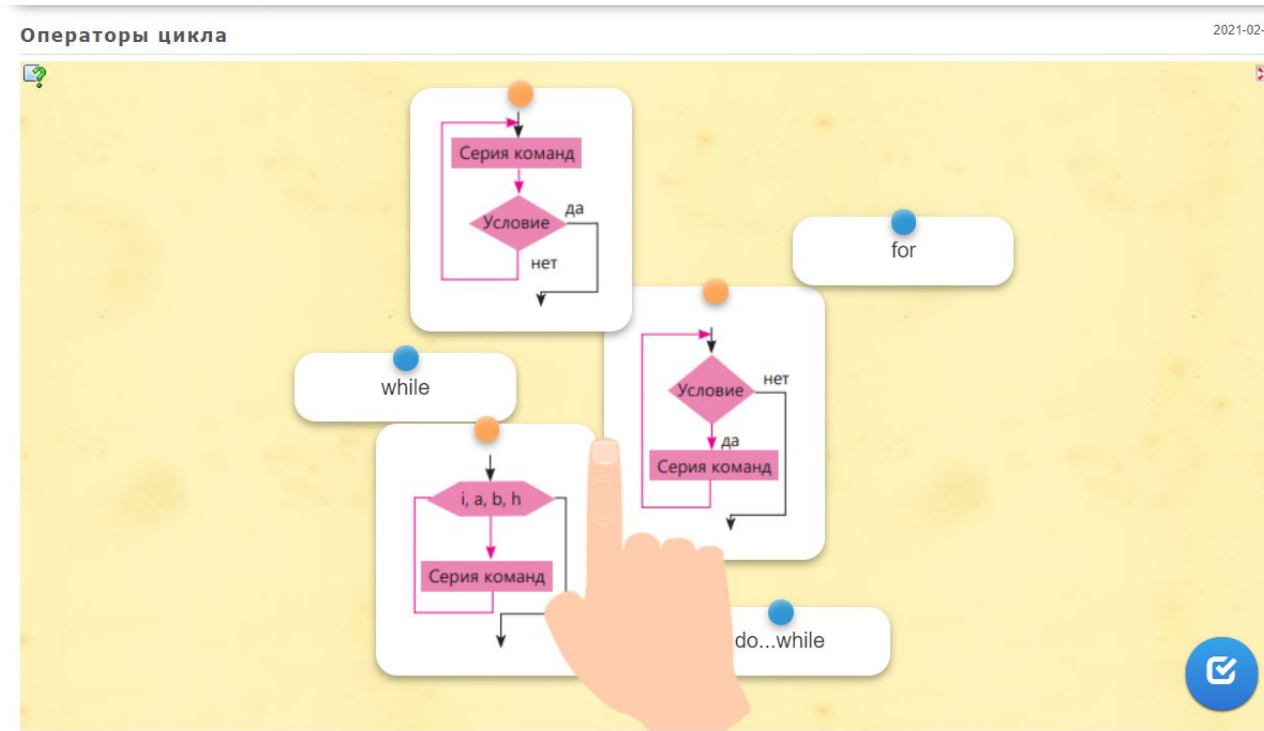 Операторы цикла
2021-02-
Серия команд
Условие
да
нет
for
while
Условие
нет
да
Серия команд
i, a, b, h
Серия команд
do...while